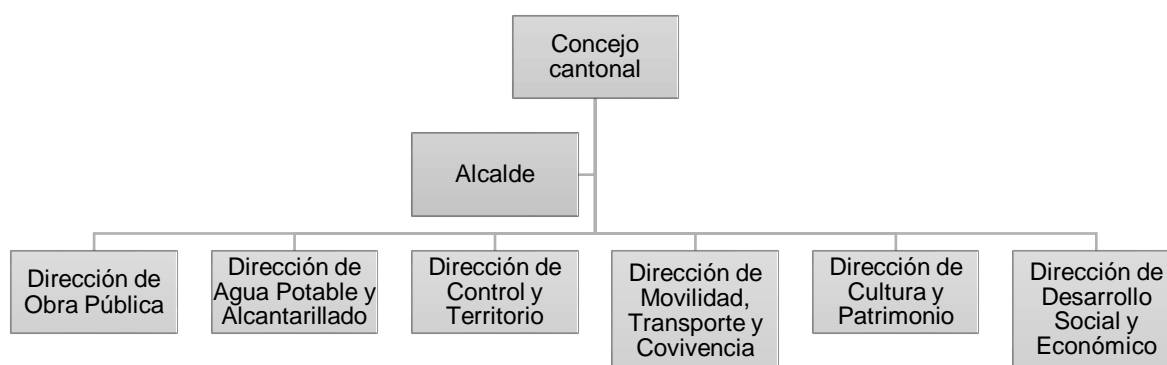 Concejo
cantonal
Alcalde
Dirección de
Obra Pública
Dirección de
Agua Potable y
Alcantarillado
Dirección de
Control y
Territorio
Dirección de
Movilidad,
Transporte y
Covivencia
Dirección de
Cultura y
Patrimonio
Dirección de
Desarrollo
Social y
Económico